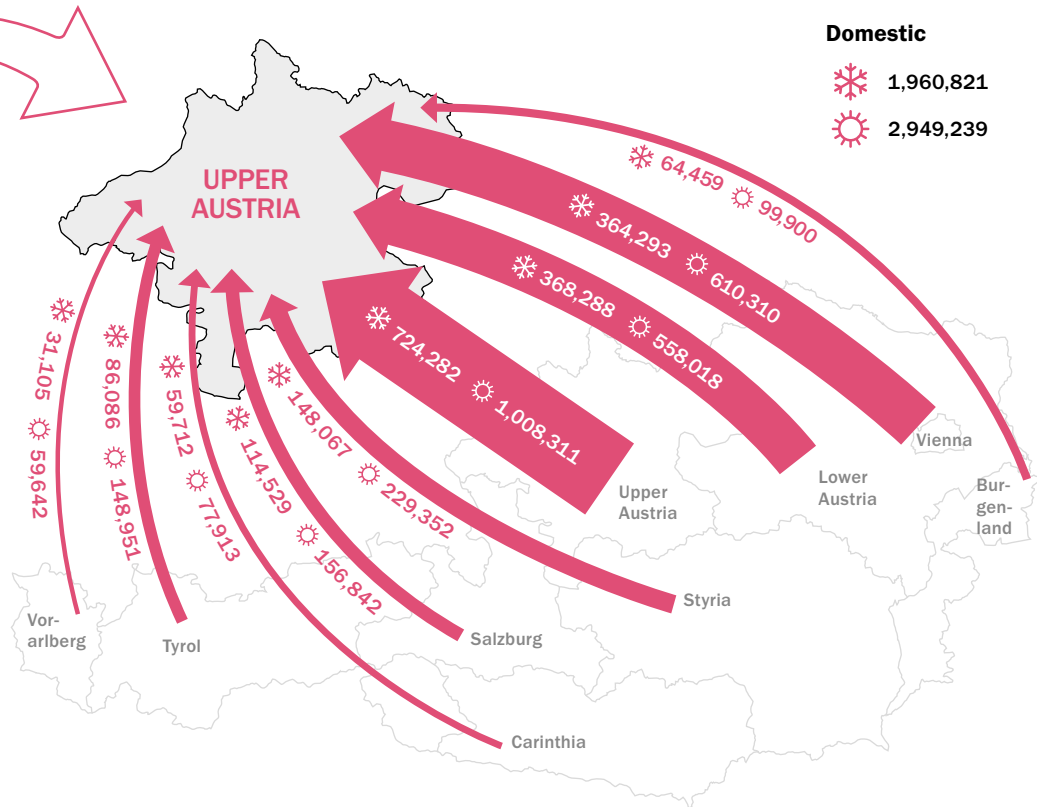 Domestic
1,960,821
2,949,239
UPPER
AUSTRIA
64,459 99,900
364,293 610,310
368,288 558,018
724,282 1,008,311
148,067 229,352
114,529 156,842
59,712 77,913
86,086 148,951
31,105 59,642
Vienna
Lower
Austria
Bur-
gen-
land
Upper
Austria
Styria
Salzburg
Carinthia
Tyrol
Vor-
arlberg